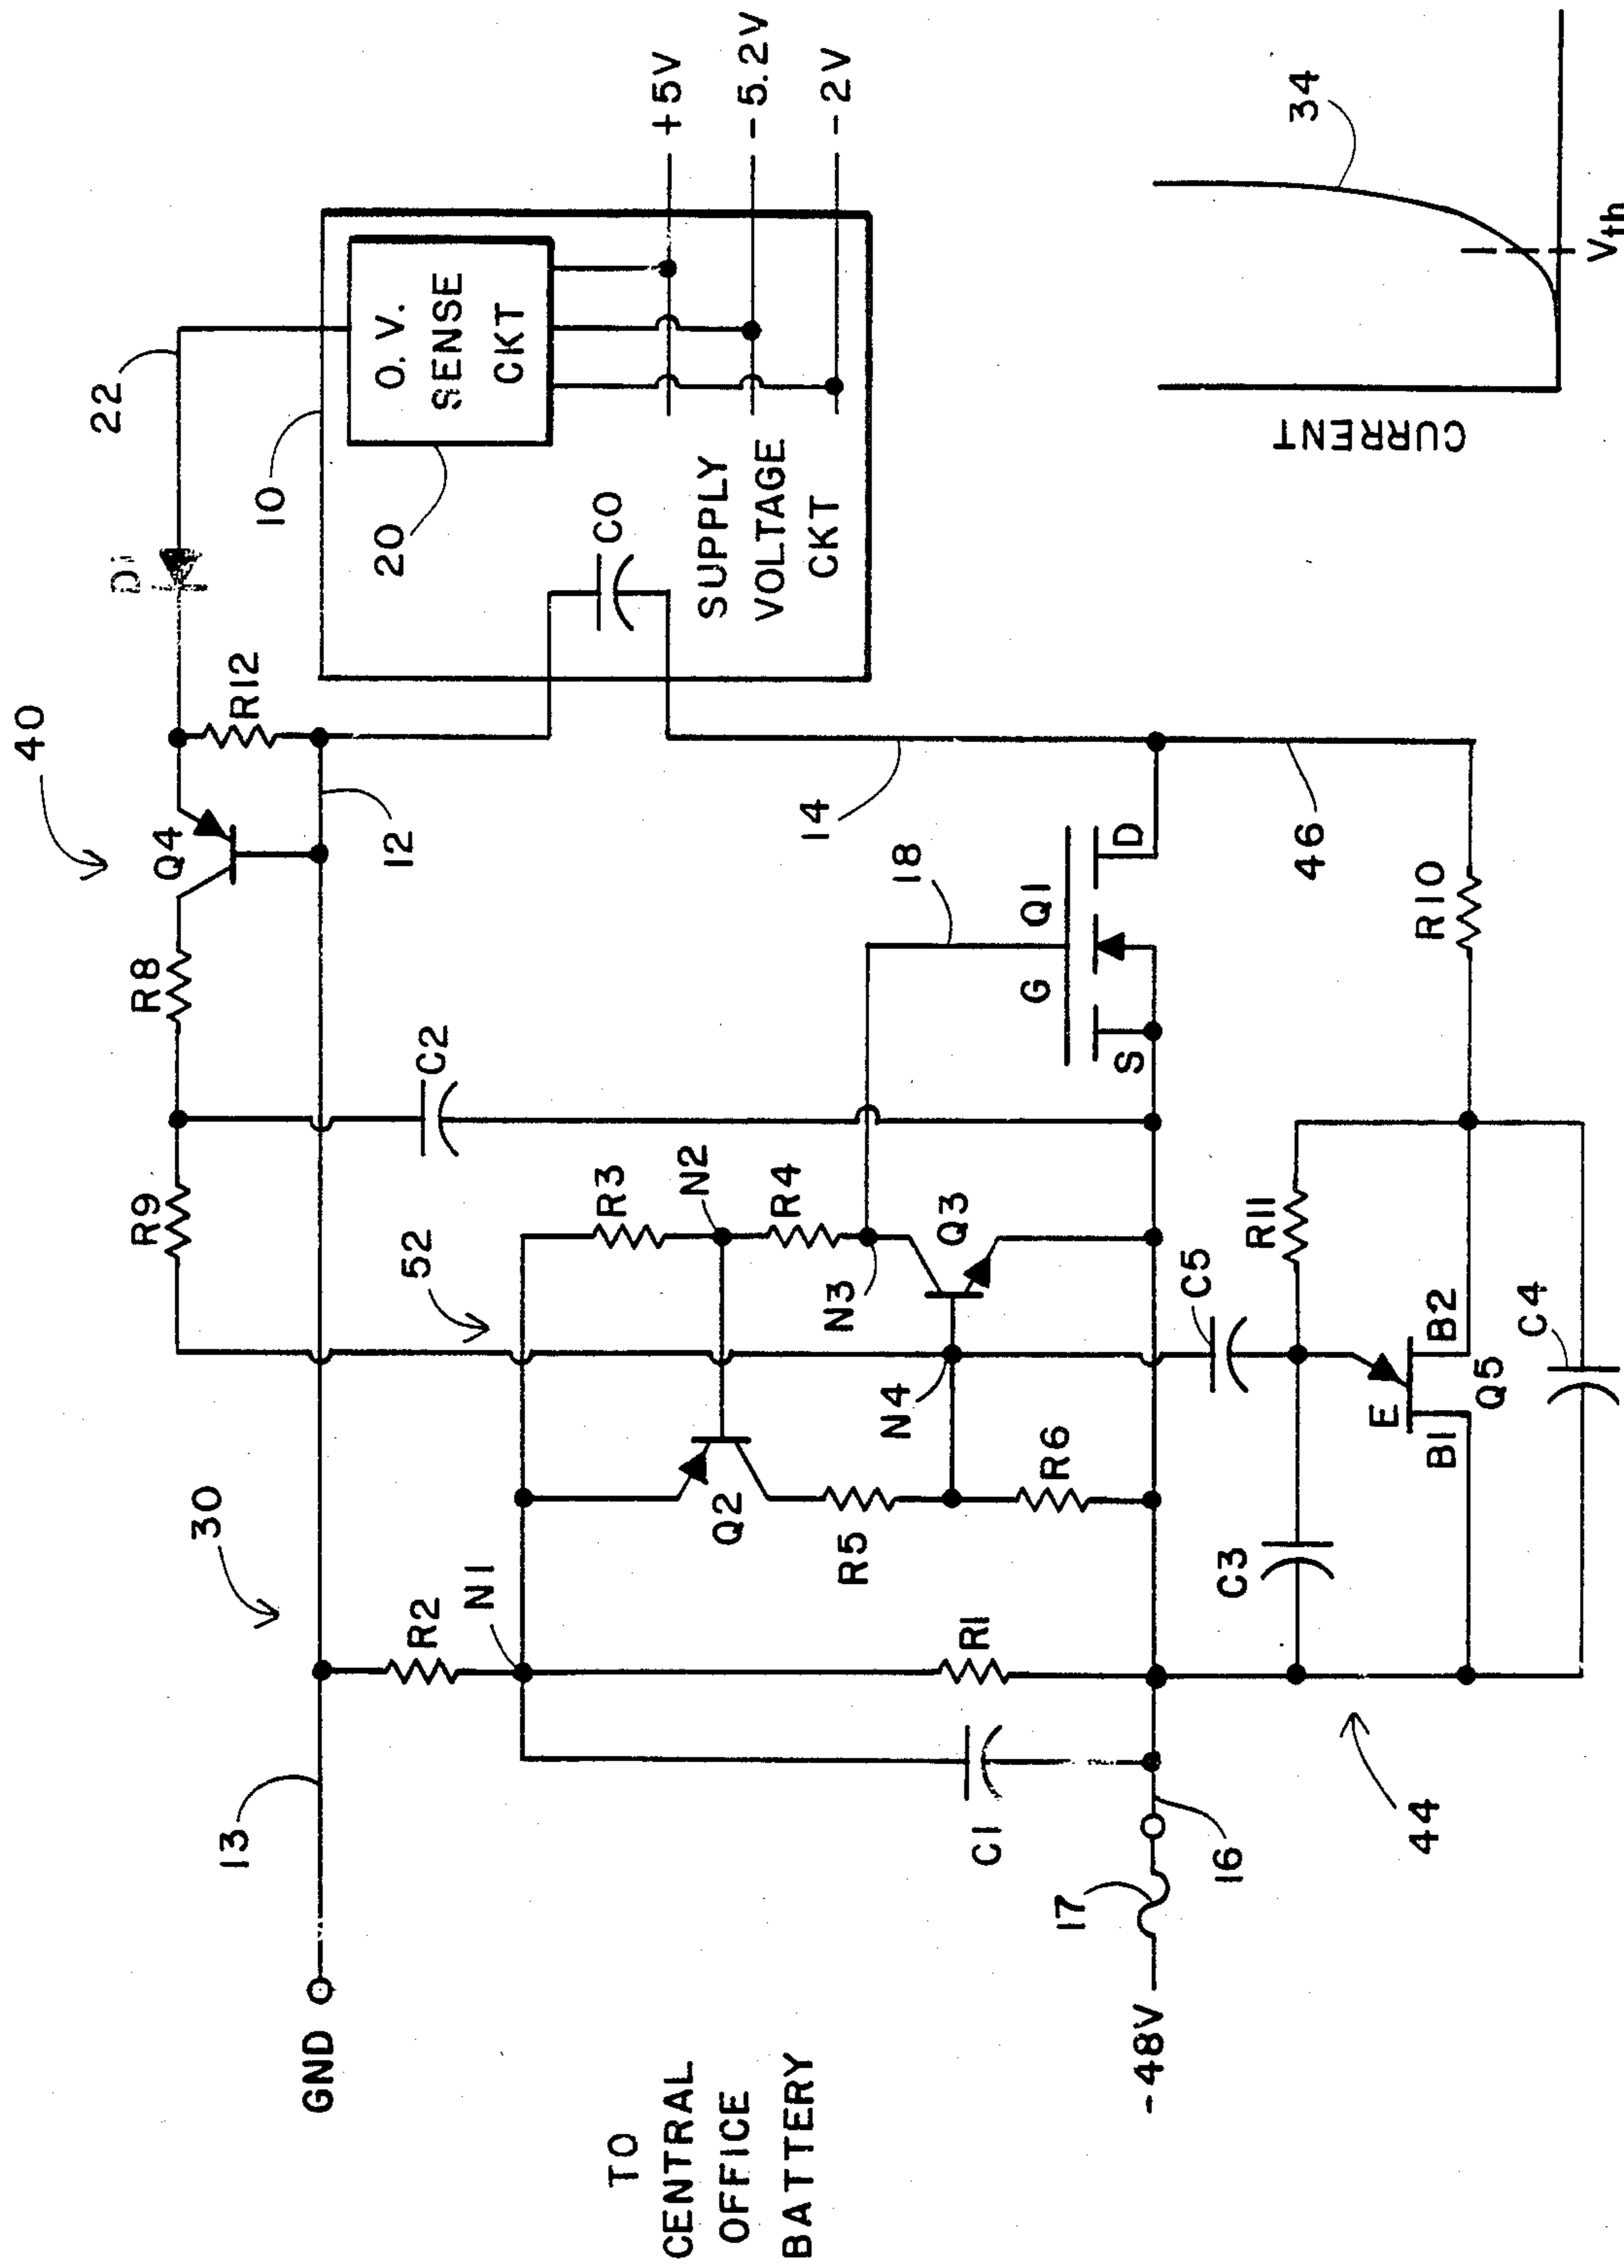 TO
CENTRAL
OFFICE
BATTERY
GND
-48V
13
30
R2
N1
R1
C1
17
16
44
Q2
R5
R6
N4
52
R3
N2
R4
N3
Q3
R9
C2
R8
40
Q4
R12
12
D1
22
10
20
O. V.
SENSE
CKT
C0
SUPPLY
VOLTAGE
CKT
+5V
-5.2V
-2V
14
18
G
Q1
S
D
46
R10
R11
C5
C3
E
B1
B2
Q5
C4
CURRENT
34
Vth